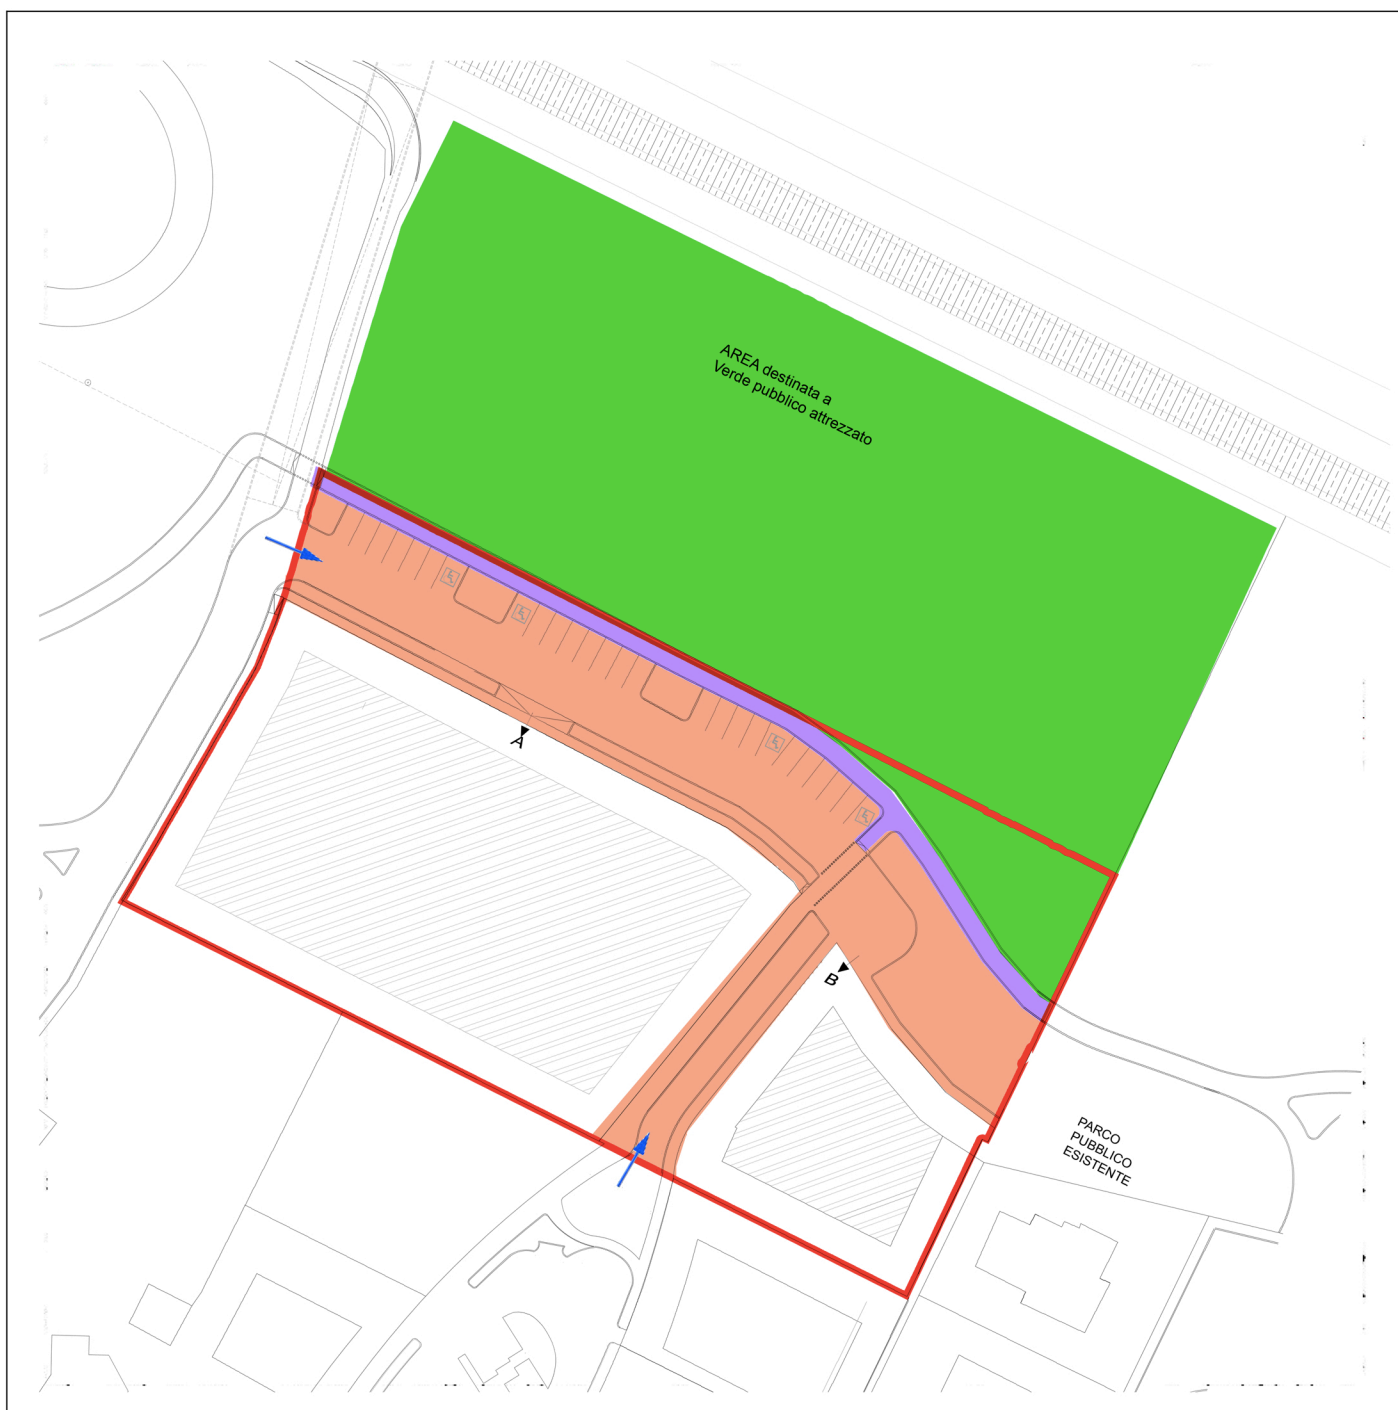 AREA destinata a
Verde pubblico attrezzato
A
B
PARCO
PUBBLICO
ESISTENTE